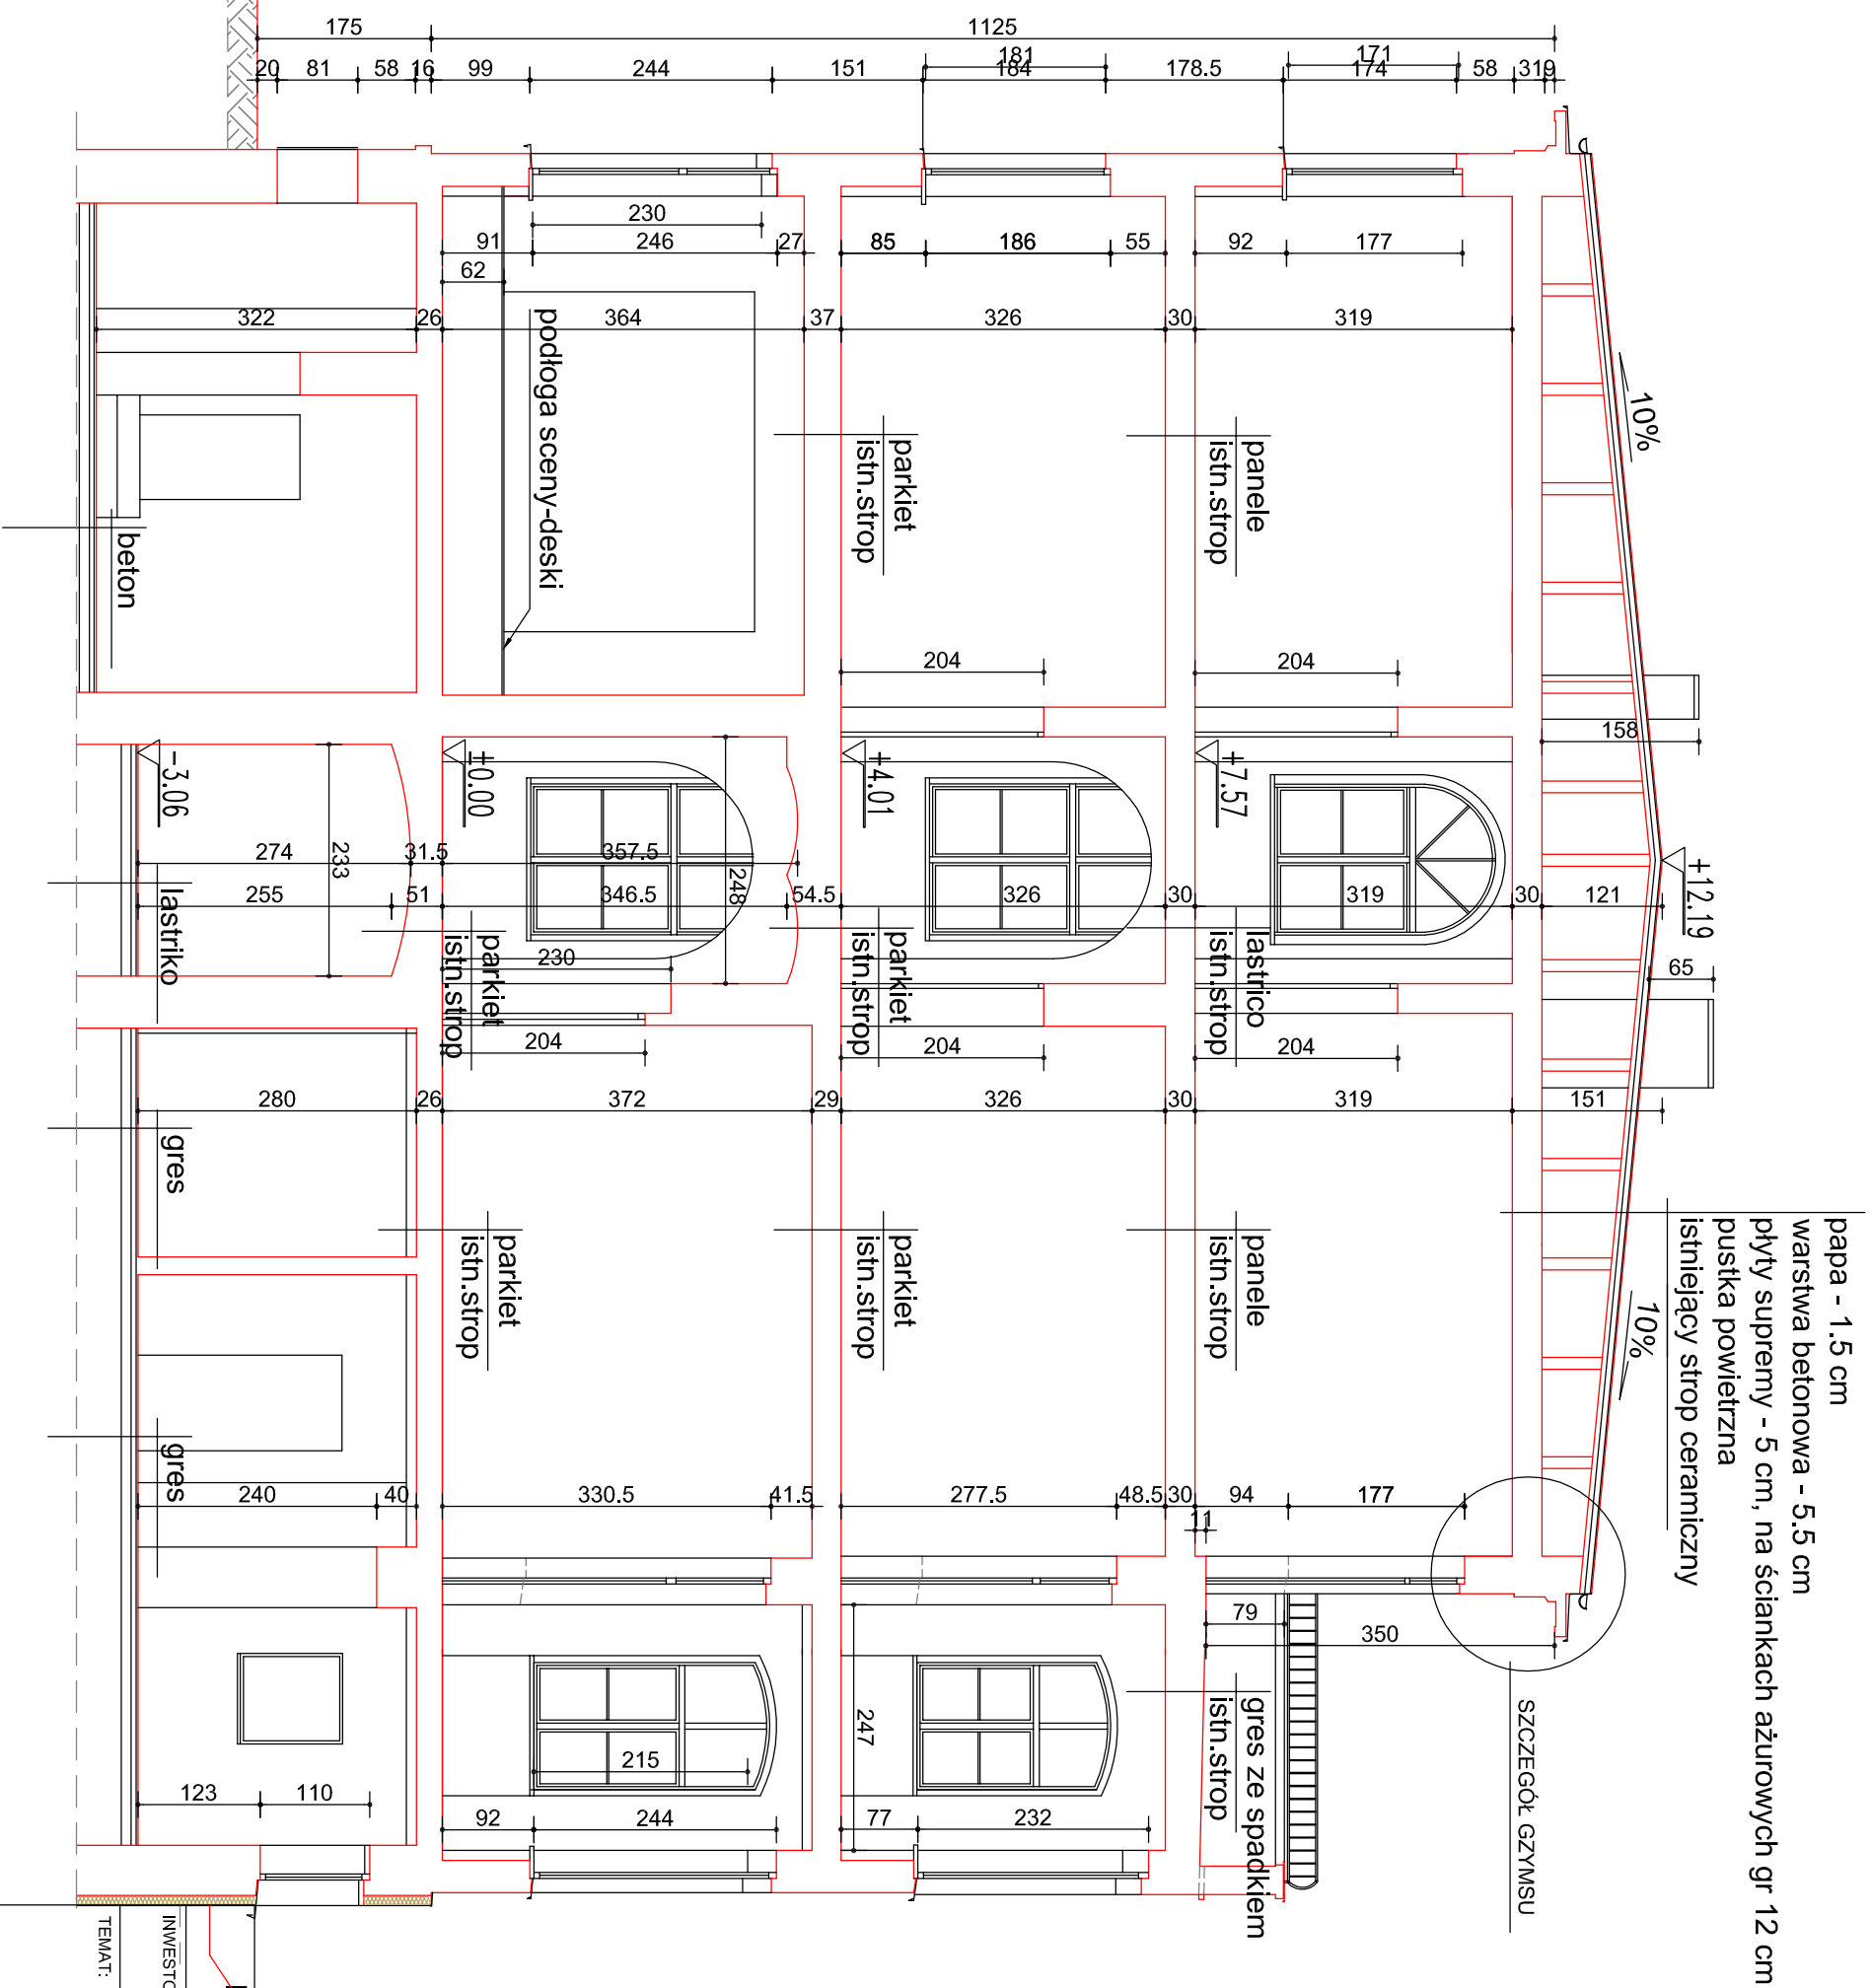 175
1125
20
81
58
16
99
244
151
181
184
178.5
171
174
58
319
230
91
246
27
85
186
55
92
177
62
322
26
364
37
326
30
319
10%
podłoga sceny-deski
parkiet
istn.strop
panele
istn.strop
beton
204
204
158
-3.06
±0.00
+4.01
+7.57
+12.19
274
31.5
357.5
233
248
255
51
346.5
54.5
326
30
319
30
121
65
lastriko
parkiet
istn.strop
parkiet
istn.strop
lastrico
istn.strop
230
204
204
204
280
26
372
29
326
30
319
151
gres
parkiet
istn.strop
parkiet
istn.strop
panele
istn.strop
10%
papa - 1.5 cm
warstwa betonowa - 5.5 cm
płyty supremy - 5 cm, na ściankach ażurowych gr 12 cm
pustka powietrzna
istniejący strop ceramiczny
gres
240
40
330.5
41.5
277.5
48.5
30
94
177
11
79
350
gres ze spadkiem
istn.strop
SZCZEGÓŁ GZYMSU
247
215
123
110
92
244
77
232
INWESTO
TEMAT: